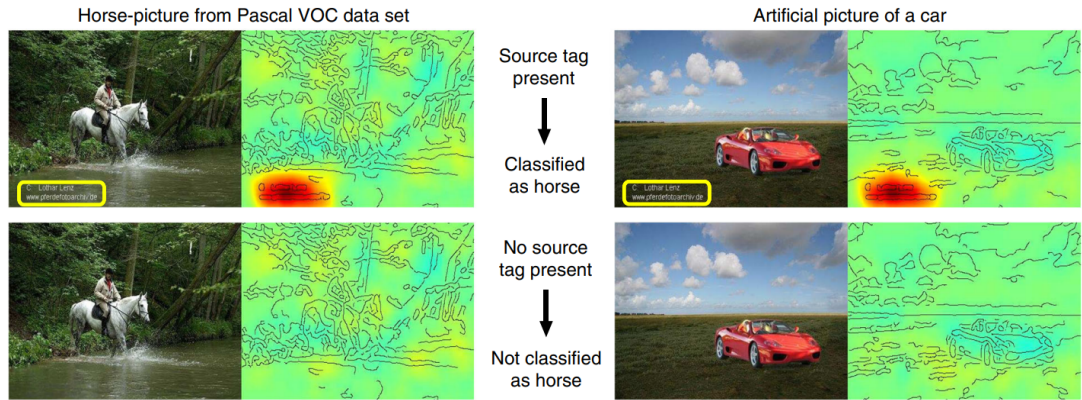 Horse-picture from Pascal VOC data set
Artificial picture of a car
Source tag
present
Classified
as horse
C Lothar Lenz
www.pferdefotoarchiv.de
C Lothar Lenz
www.pferdefotoarchiv.de
No source
tag present
Not classified
as horse